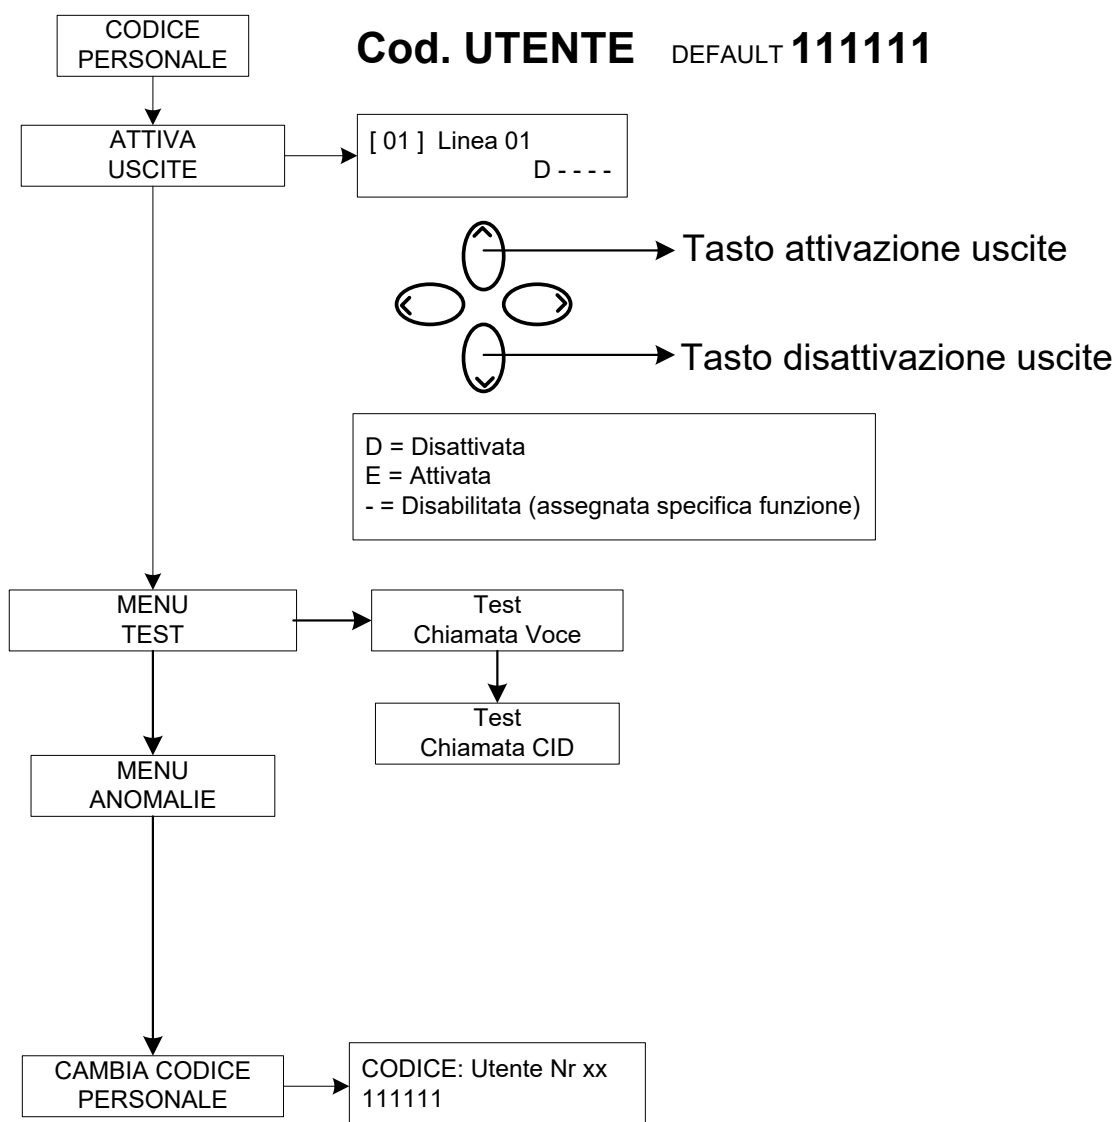 CODICE
PERSONALE
Cod. UTENTE DEFAULT 111111
ATTIVA
USCITE
[ 01 ] Linea 01
D - - - -
Tasto attivazione uscite
Tasto disattivazione uscite
D = Disattivata
E = Attivata
- = Disabilitata (assegnata specifica funzione)
MENU
TEST
Test
Chiamata Voce
Test
Chiamata CID
MENU
ANOMALIE
CAMBIA CODICE
PERSONALE
CODICE: Utente Nr xx
111111